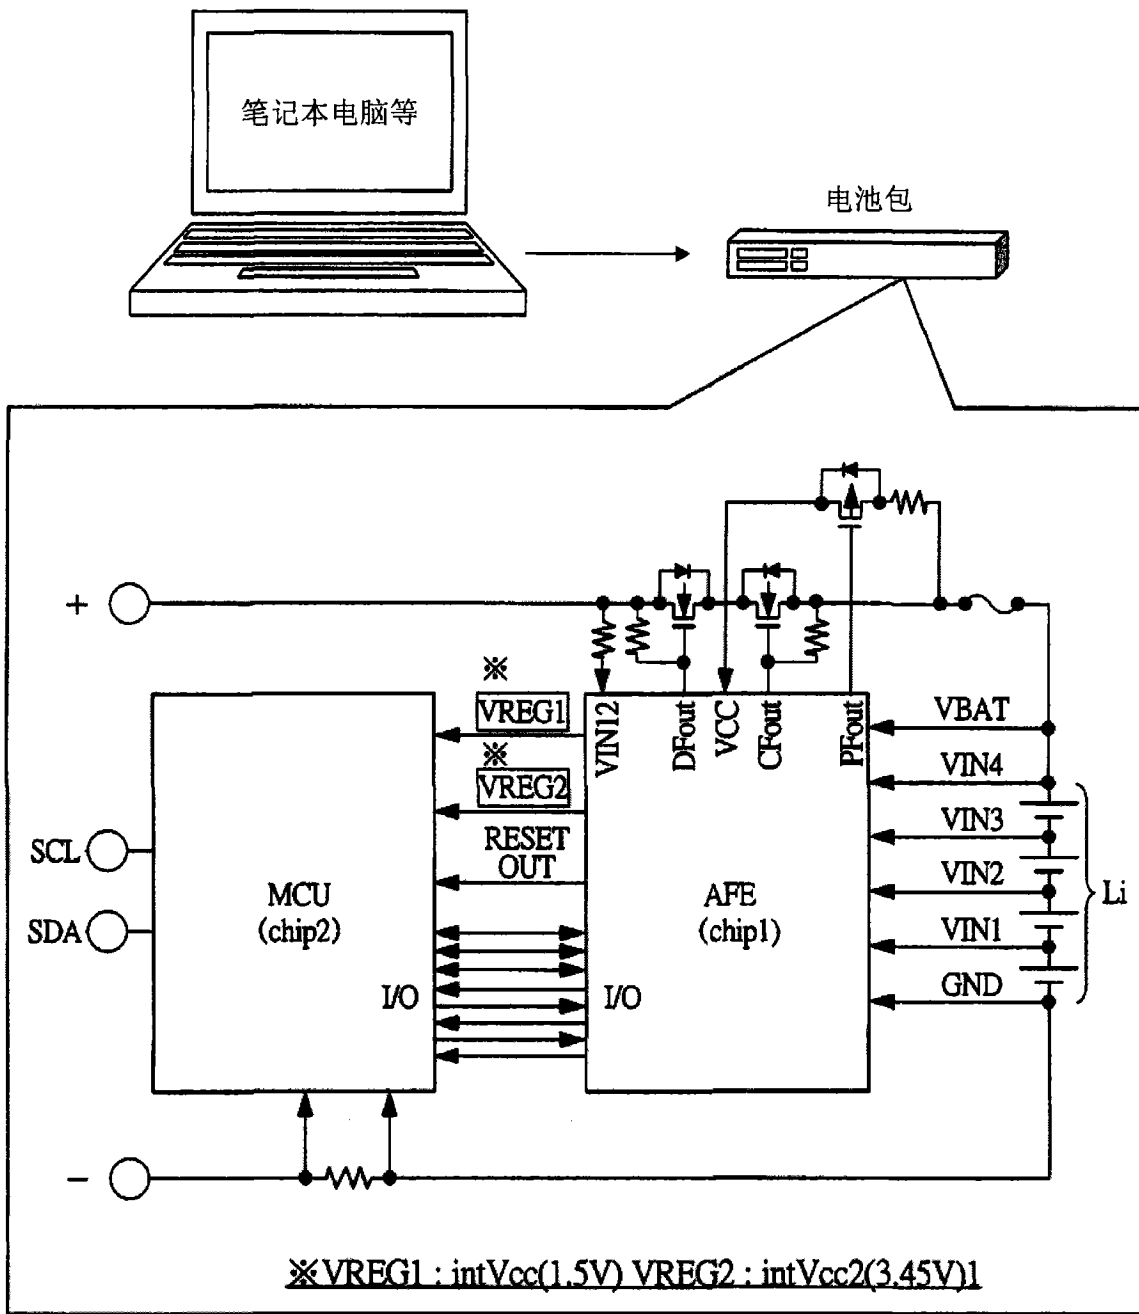 笔记本电脑等
电池包
+
※
VREG1
※
VREG2
RESET
OUT
VIN12
DFout
VCC
CFout
PFout
VBAT
VIN4
VIN3
VIN2
VIN1
GND
Li
SCL
SDA
MCU
(chip2)
I/O
AFE
(chip1)
I/O
−
※VREG1 : intVcc(1.5V) VREG2 : intVcc2(3.45V)1